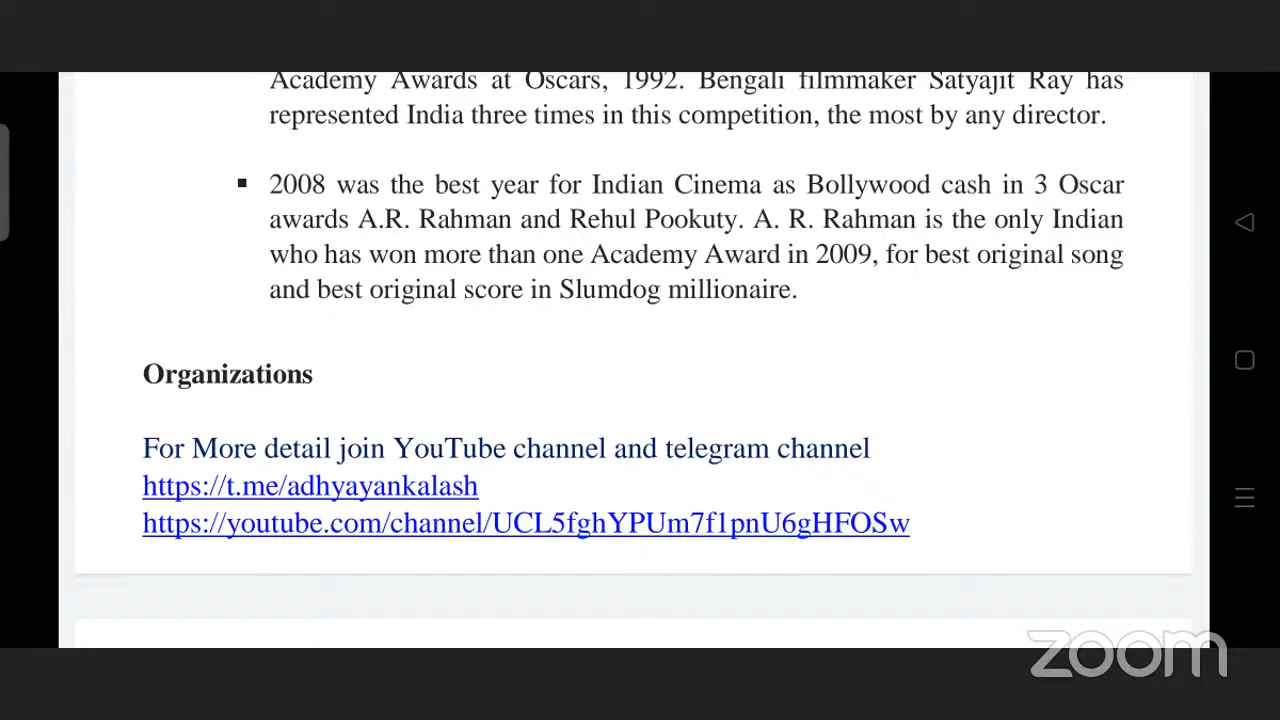 Academy Awards at Oscars, 1992. Bengali filmmaker Satyajit Ray has
represented India three times in this competition, the most by any director.
▪ 2008 was the best year for Indian Cinema as Bollywood cash in 3 Oscar
awards A.R. Rahman and Rehul Pookuty. A. R. Rahman is the only Indian
who has won more than one Academy Award in 2009, for best original song
and best original score in Slumdog millionaire.
Organizations
For More detail join YouTube channel and telegram channel
https://t.me/adhyayankalash
https://youtube.com/channel/UCL5fghYPUm7f1pnU6gHFOSw
zoom